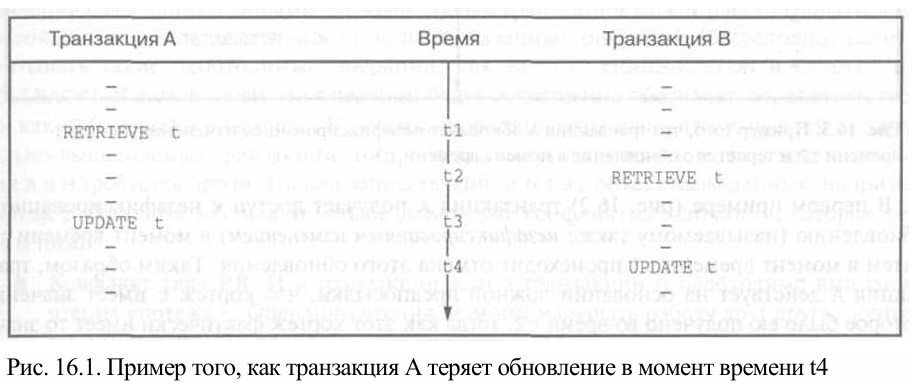 Транзакция A Время Транзакция B
– –
RETRIEVE t t1 –
– –
– t2 RETRIEVE t
– –
UPDATE t t3 –
– –
– t4 UPDATE t
Рис. 16.1. Пример того, как транзакция A теряет обновление в момент времени t4